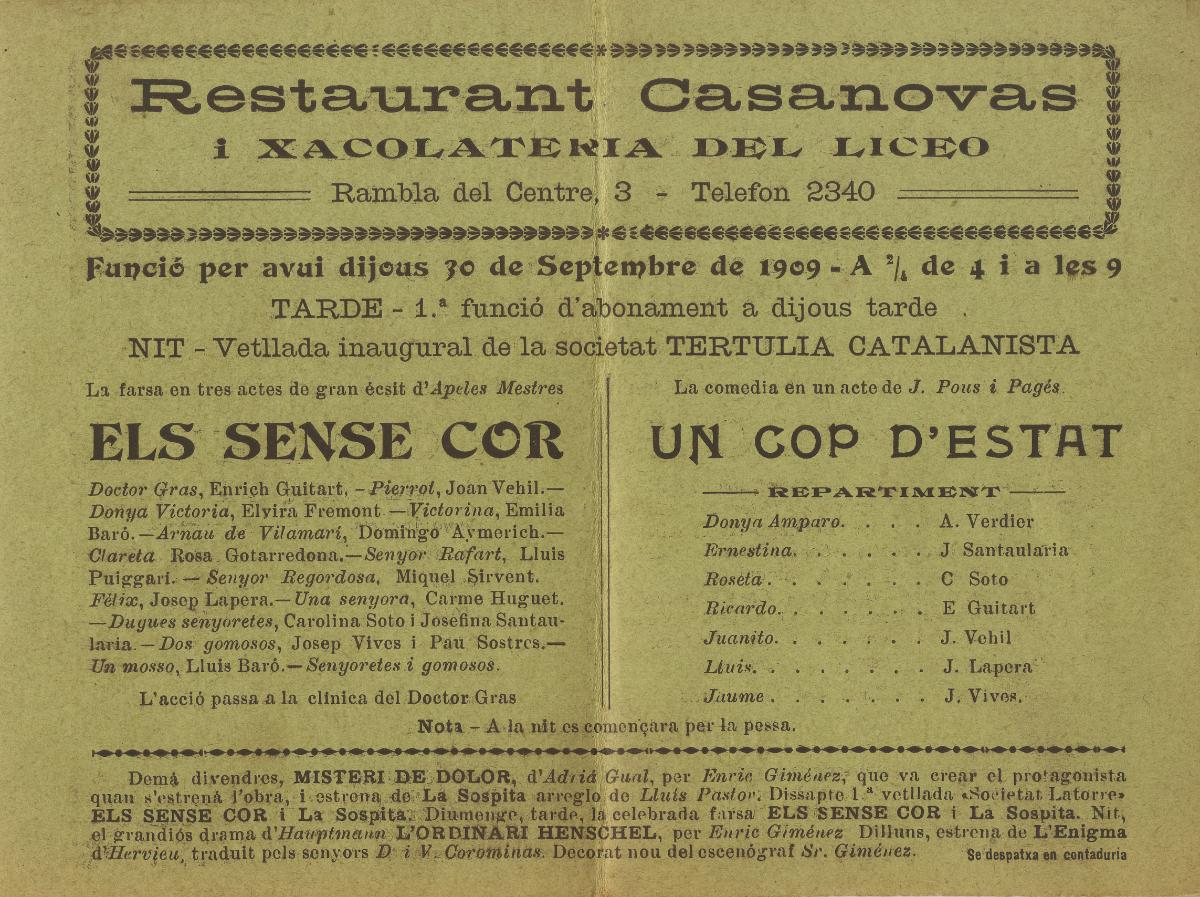 Restaurant Casanovas
i XACOLATERIA DEL LICEO
Rambla del Centre, 3 - Telefon 2340
Funció per avui dijous 30 de Septembre de 1909 - A 2/4 de 4 i a les 9
TARDE - 1.ª funció d'abonament a dijous tarde
NIT - Vetllada inaugural de la societat TERTULIA CATALANISTA
La farsa en tres actes de gran écsit d'Apeles Mestres
ELS SENSE COR
Doctor Gras, Enrich Guitart. - Pierrot, Joan Vehil.—
Donya Victoria, Elvira Fremont —Victorina, Emilia
Baró.—Arnau de Vilamarí, Domingo Aymerich.—
Clareta Rosa Gotarredona.—Senyor Rafart, Lluis
Puiggarí. — Senyor Regordosa, Miquel Sirvent.
Félix, Josep Lapera.—Una senyora, Carme Huguet.
—Dugues senyoretes, Carolina Soto i Josefina Santau-
laria.—Dos gomosos, Josep Vives i Pau Sostres.—
Un mosso, Lluis Baró.—Senyoretes i gomosos.
L'acció passa a la clínica del Doctor Gras
La comedia en un acte de J. Pous i Pagés.
UN COP D'ESTAT
REPARTIMENT
Donya Amparo. . . . A. Verdier
Ernestina. . . . . . J Santaularia
Roseta . . . . . . . C Soto
Ricardo. . . . . . . E Guitart
Juanito. . . . . . . J. Vehil
Lluis. . . . . . . . J. Lapera
Jaume . . . . . . . J. Vives.
Nota - A la nit es començara per la pessa.
Demá divendres, MISTERI DE DOLOR, d'Adriá Gual, per Enric Giménez, que va crear el protagonista
quan s'estrená l'obra, i estrena de La Sospita arreglo de Lluis Pastor. Dissapte 1.ª vetllada «Societat Latorre»
ELS SENSE COR i La Sospita. Diumenge, tarde, la celebrada farsa ELS SENSE COR i La Sospita. Nit,
el grandiós drama d'Hauptmann L'ORDINARI HENSCHEL, per Enric Giménez Dilluns, estrena de L'Enigma
d'Hervieu, traduit pels senyors D. i V. Corominas. Decorat nou del escenógraf Sr. Giménez. Se despatxa en contaduria